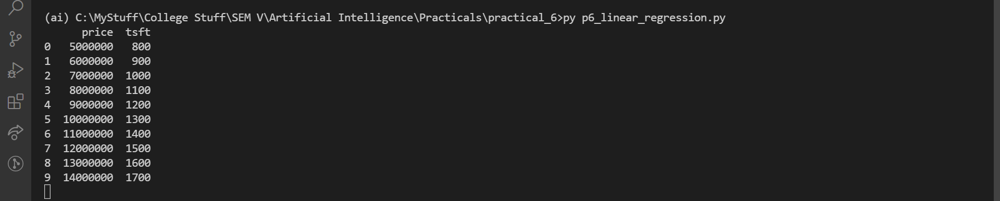 (ai) C:\MyStuff\College Stuff\SEM V\Artificial Intelligence\Practicals\practical_6>py p6_linear_regression.py
price tsft
0 5000000 800
1 6000000 900
2 7000000 1000
3 8000000 1100
4 9000000 1200
5 10000000 1300
6 11000000 1400
7 12000000 1500
8 13000000 1600
9 14000000 1700